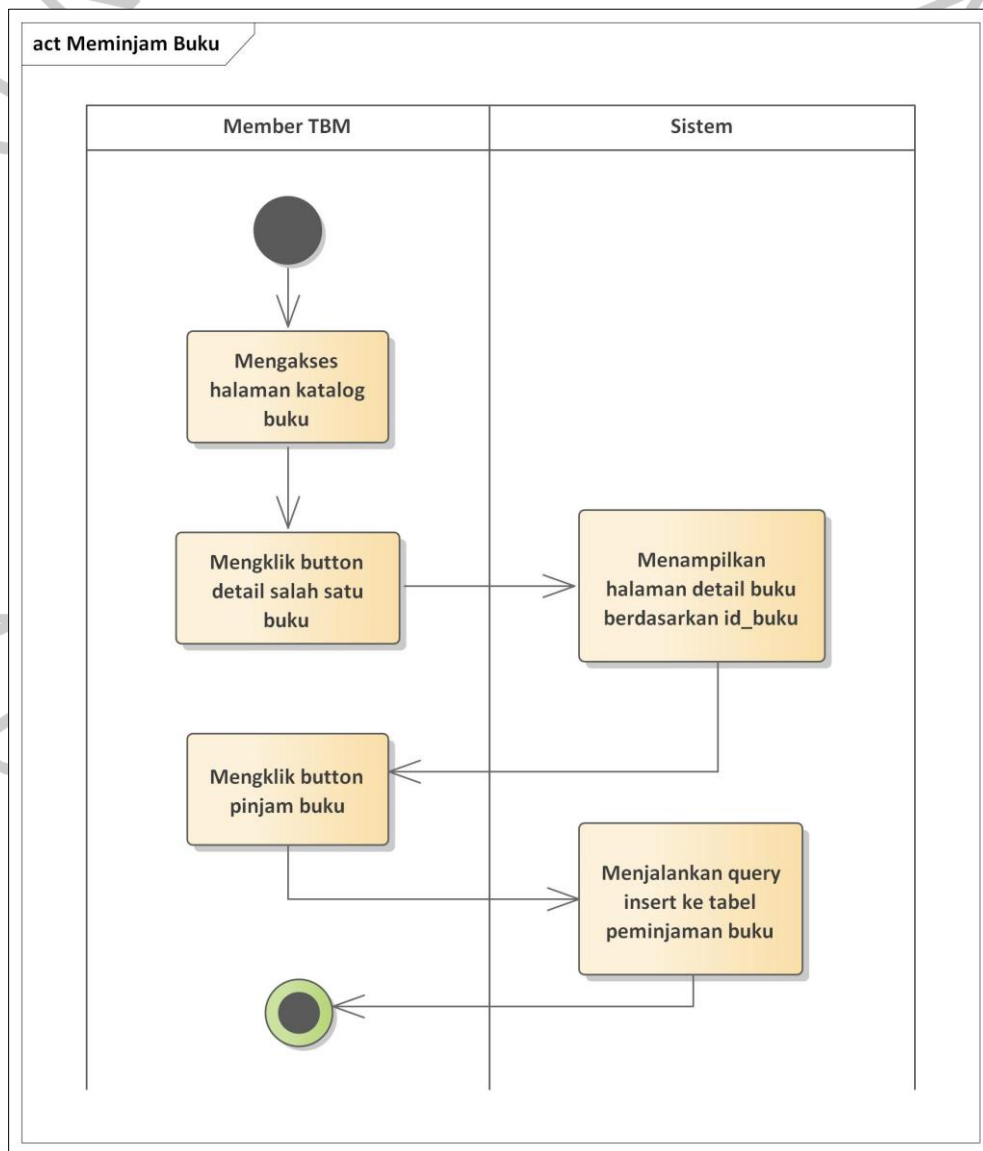 act Meminjam Buku
Member TBM
Sistem
Mengakses
halaman katalog
buku
Mengklik button
detail salah satu
buku
Menampilkan
halaman detail buku
berdasarkan id_buku
Mengklik button
pinjam buku
Menjalankan query
insert ke tabel
peminjaman buku